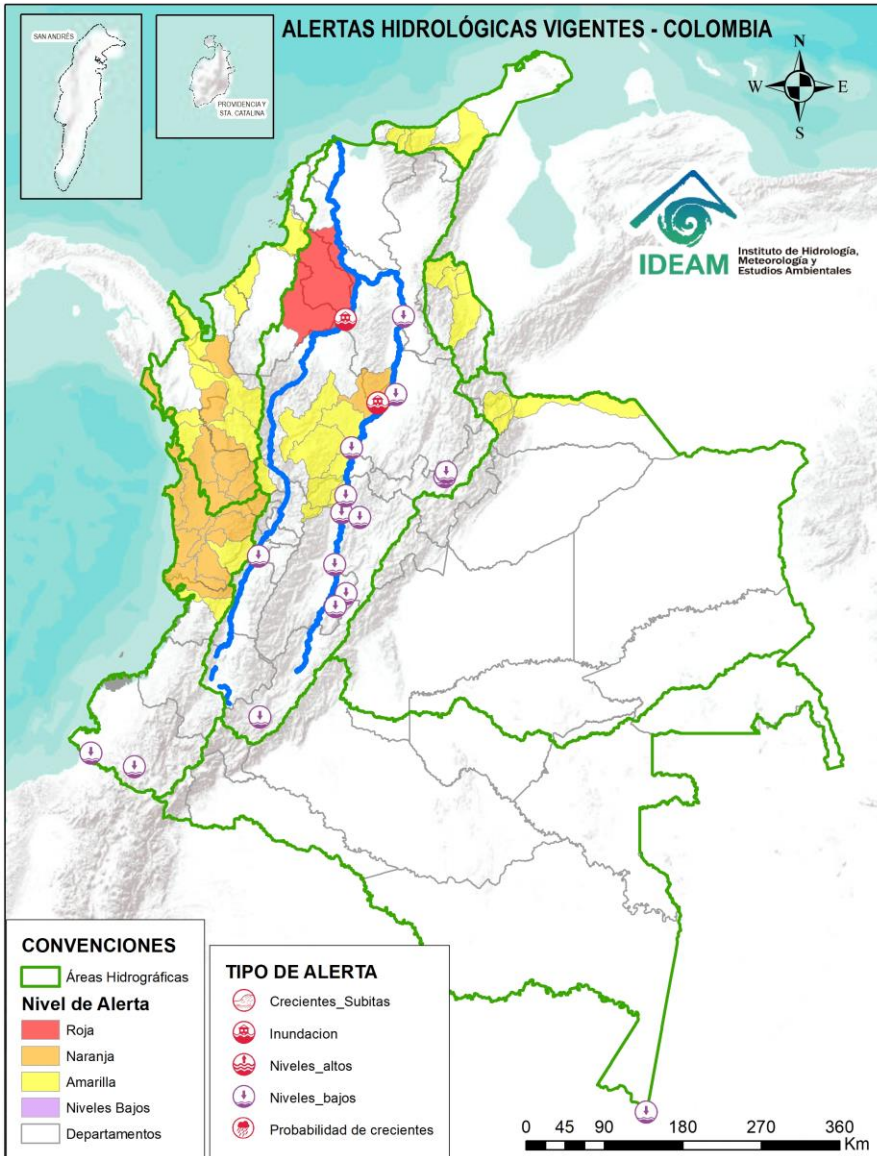 ALERTAS HIDROLÓGICAS VIGENTES - COLOMBIA
SAN ANDRÉS
PROVIDENCIA Y
STA. CATALINA
N
W
E
S
IDEAM
Instituto de Hidrología,
Meteorología y
Estudios Ambientales
CONVENCIONES
Áreas Hidrográficas
Nivel de Alerta
Roja
Naranja
Amarilla
Niveles Bajos
Departamentos
TIPO DE ALERTA
Crecientes_Subitas
Inundacion
Niveles_altos
Niveles_bajos
Probabilidad de crecientes
0 45 90 180 270 360
Km